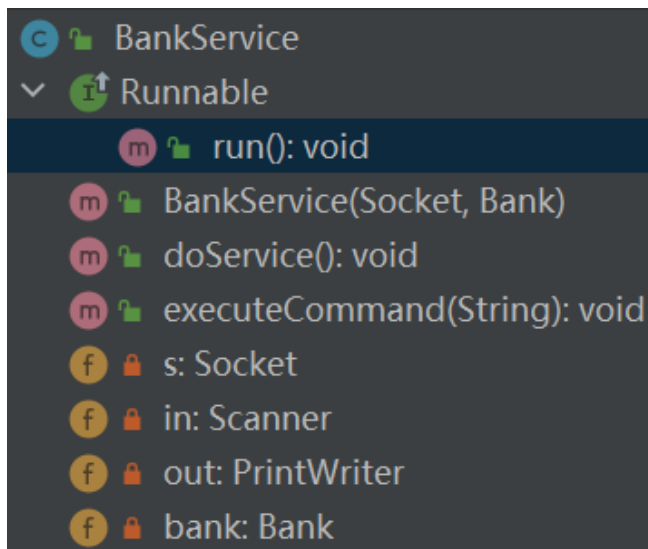 C BankService
I Runnable
m run(): void
m BankService(Socket, Bank)
m doService(): void
m executeCommand(String): void
f s: Socket
f in: Scanner
f out: PrintWriter
f bank: Bank